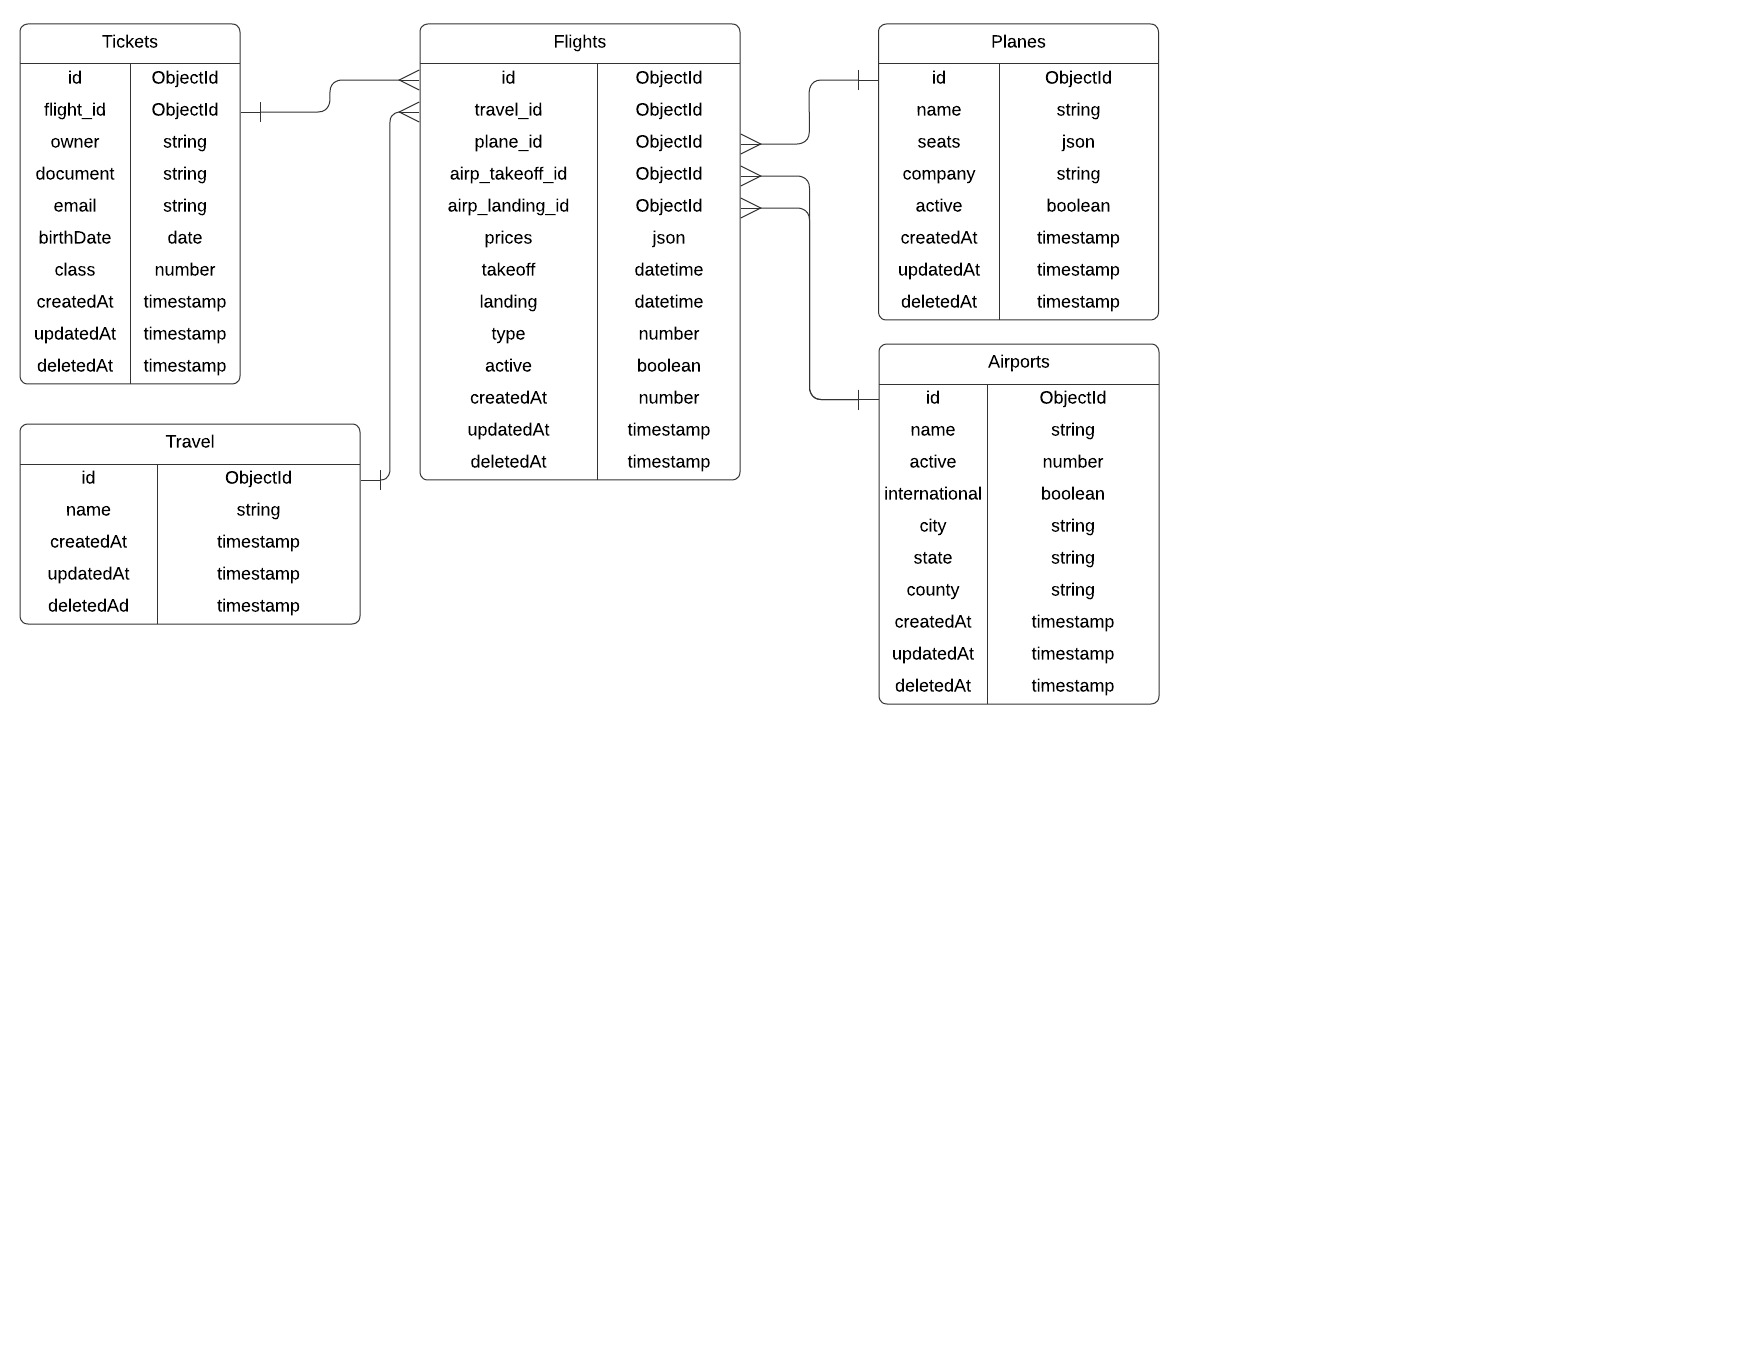 Tickets
id ObjectId
flight_id ObjectId
owner string
document string
email string
birthDate date
class number
createdAt timestamp
updatedAt timestamp
deletedAt timestamp
Travel
id ObjectId
name string
createdAt timestamp
updatedAt timestamp
deletedAd timestamp
Flights
id ObjectId
travel_id ObjectId
plane_id ObjectId
airp_takeoff_id ObjectId
airp_landing_id ObjectId
prices json
takeoff datetime
landing datetime
type number
active boolean
createdAt number
updatedAt timestamp
deletedAt timestamp
Planes
id ObjectId
name string
seats json
company string
active boolean
createdAt timestamp
updatedAt timestamp
deletedAt timestamp
Airports
id ObjectId
name string
active number
international boolean
city string
state string
county string
createdAt timestamp
updatedAt timestamp
deletedAt timestamp